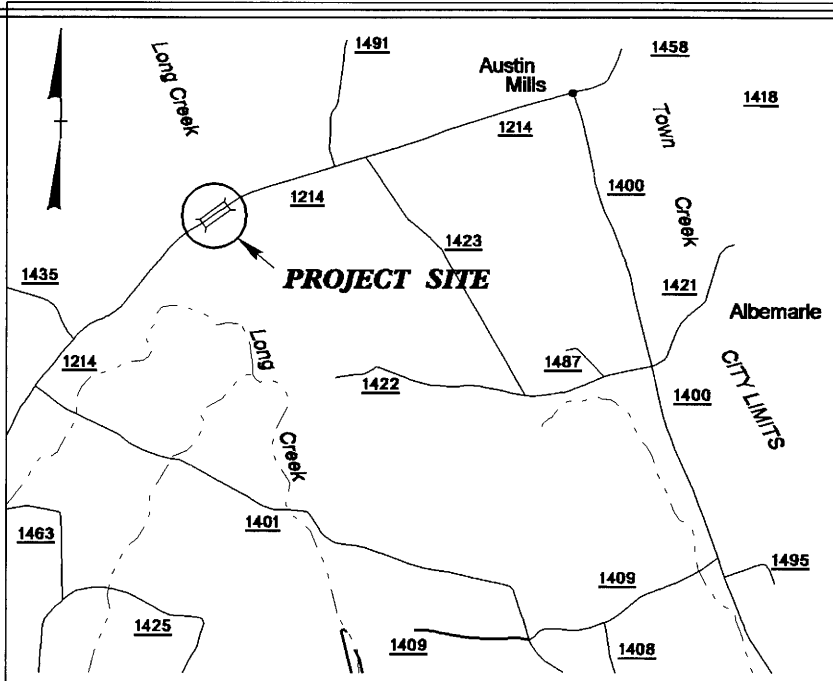 Long Creek
1491
Austin
Mills
1458
1418
1214
Town
Creek
1214
1400
1423
PROJECT SITE
1435
1421
Albemarle
Long
1214
1487
1422
1400
CITY LIMITS
Creek
1401
1463
1495
1409
1425
1409
1408